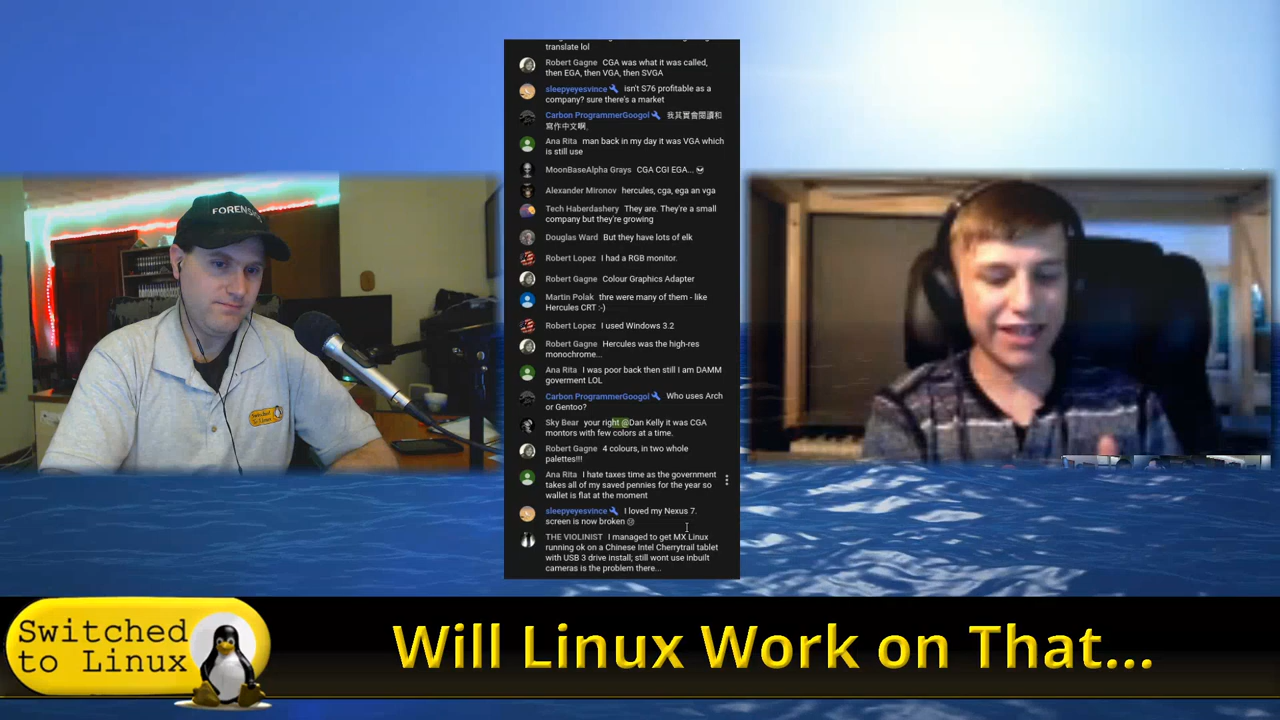 translate lol
Robert Gagne CGA was what it was called,
then EGA, then VGA, then SVGA
sleepyeyesvince isn't S76 profitable as a
company? sure there's a market
Carbon ProgrammerGoogol 我其實會閱讀和
寫作中文啊。
Ana Rita man back in my day it was VGA which
is still use
MoonBaseAlpha Grays CGA CGI EGA...
Alexander Mironov hercules, cga, ega an vga
Tech Haberdashery They are. They're a small
company but they're growing
Douglas Ward But they have lots of elk
Robert Lopez I had a RGB monitor.
Robert Gagne Colour Graphics Adapter
Martin Polak thre were many of them - like
Hercules CRT :-)
Robert Lopez I used Windows 3.2
Robert Gagne Hercules was the high-res
monochrome...
Ana Rita I was poor back then still I am DAMM
goverment LOL
Carbon ProgrammerGoogol Who uses Arch
or Gentoo?
Sky Bear your right @Dan Kelly it was CGA
montors with few colors at a time.
Robert Gagne 4 colours, in two whole
palettes!!!
Ana Rita I hate taxes time as the government
takes all of my saved pennies for the year so
wallet is flat at the moment
sleepyeyesvince I loved my Nexus 7.
screen is now broken
THE VIOLINIST I managed to get MX Linux
running ok on a Chinese Intel Cherrytrail tablet
with USB 3 drive install; still wont use inbuilt
cameras is the problem there...
Switched
to Linux
Will Linux Work on That...